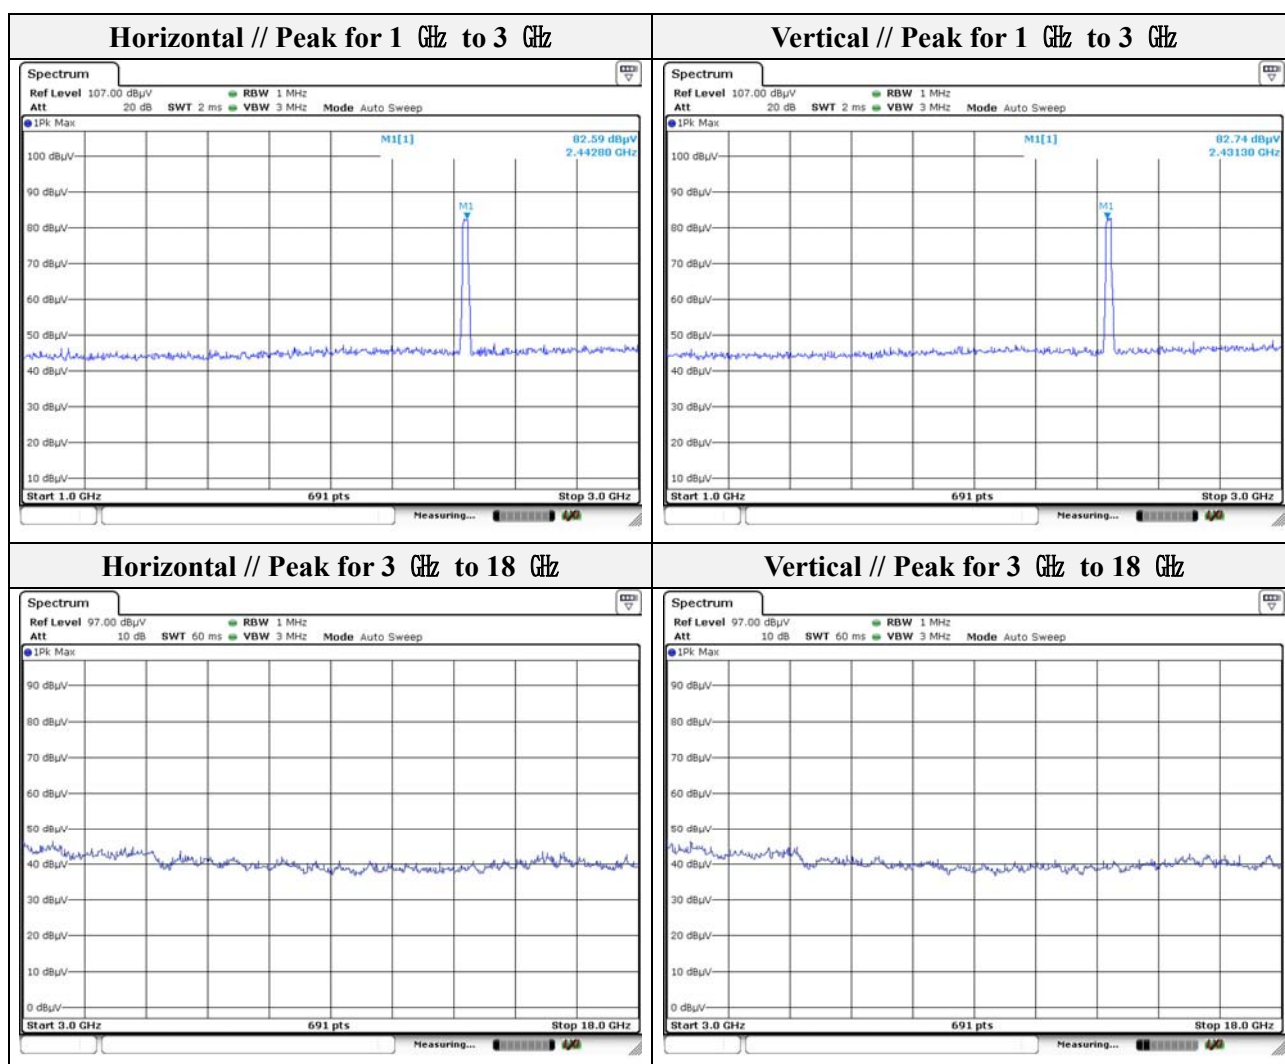 Horizontal // Peak for 1 ㎓ to 3 ㎓
Spectrum
Ref Level 107.00 dBµV RBW 1 MHz
Att 20 dB SWT 2 ms VBW 3 MHz Mode Auto Sweep
1Pk Max
M1[1] 82.59 dBµV
2.44280 GHz
100 dBµV
90 dBµV
M1
80 dBµV
70 dBµV
60 dBµV
50 dBµV
40 dBµV
30 dBµV
20 dBµV
10 dBµV
Start 1.0 GHz 691 pts Stop 3.0 GHz
Measuring...
Vertical // Peak for 1 ㎓ to 3 ㎓
Spectrum
Ref Level 107.00 dBµV RBW 1 MHz
Att 20 dB SWT 2 ms VBW 3 MHz Mode Auto Sweep
1Pk Max
M1[1] 82.74 dBµV
2.43130 GHz
100 dBµV
90 dBµV
M1
80 dBµV
70 dBµV
60 dBµV
50 dBµV
40 dBµV
30 dBµV
20 dBµV
10 dBµV
Start 1.0 GHz 691 pts Stop 3.0 GHz
Measuring...
Horizontal // Peak for 3 ㎓ to 18 ㎓
Spectrum
Ref Level 97.00 dBµV RBW 1 MHz
Att 10 dB SWT 60 ms VBW 3 MHz Mode Auto Sweep
1Pk Max
90 dBµV
80 dBµV
70 dBµV
60 dBµV
50 dBµV
40 dBµV
30 dBµV
20 dBµV
10 dBµV
0 dBµV
Start 3.0 GHz 691 pts Stop 18.0 GHz
Measuring...
Vertical // Peak for 3 ㎓ to 18 ㎓
Spectrum
Ref Level 97.00 dBµV RBW 1 MHz
Att 10 dB SWT 60 ms VBW 3 MHz Mode Auto Sweep
1Pk Max
90 dBµV
80 dBµV
70 dBµV
60 dBµV
50 dBµV
40 dBµV
30 dBµV
20 dBµV
10 dBµV
0 dBµV
Start 3.0 GHz 691 pts Stop 18.0 GHz
Measuring...